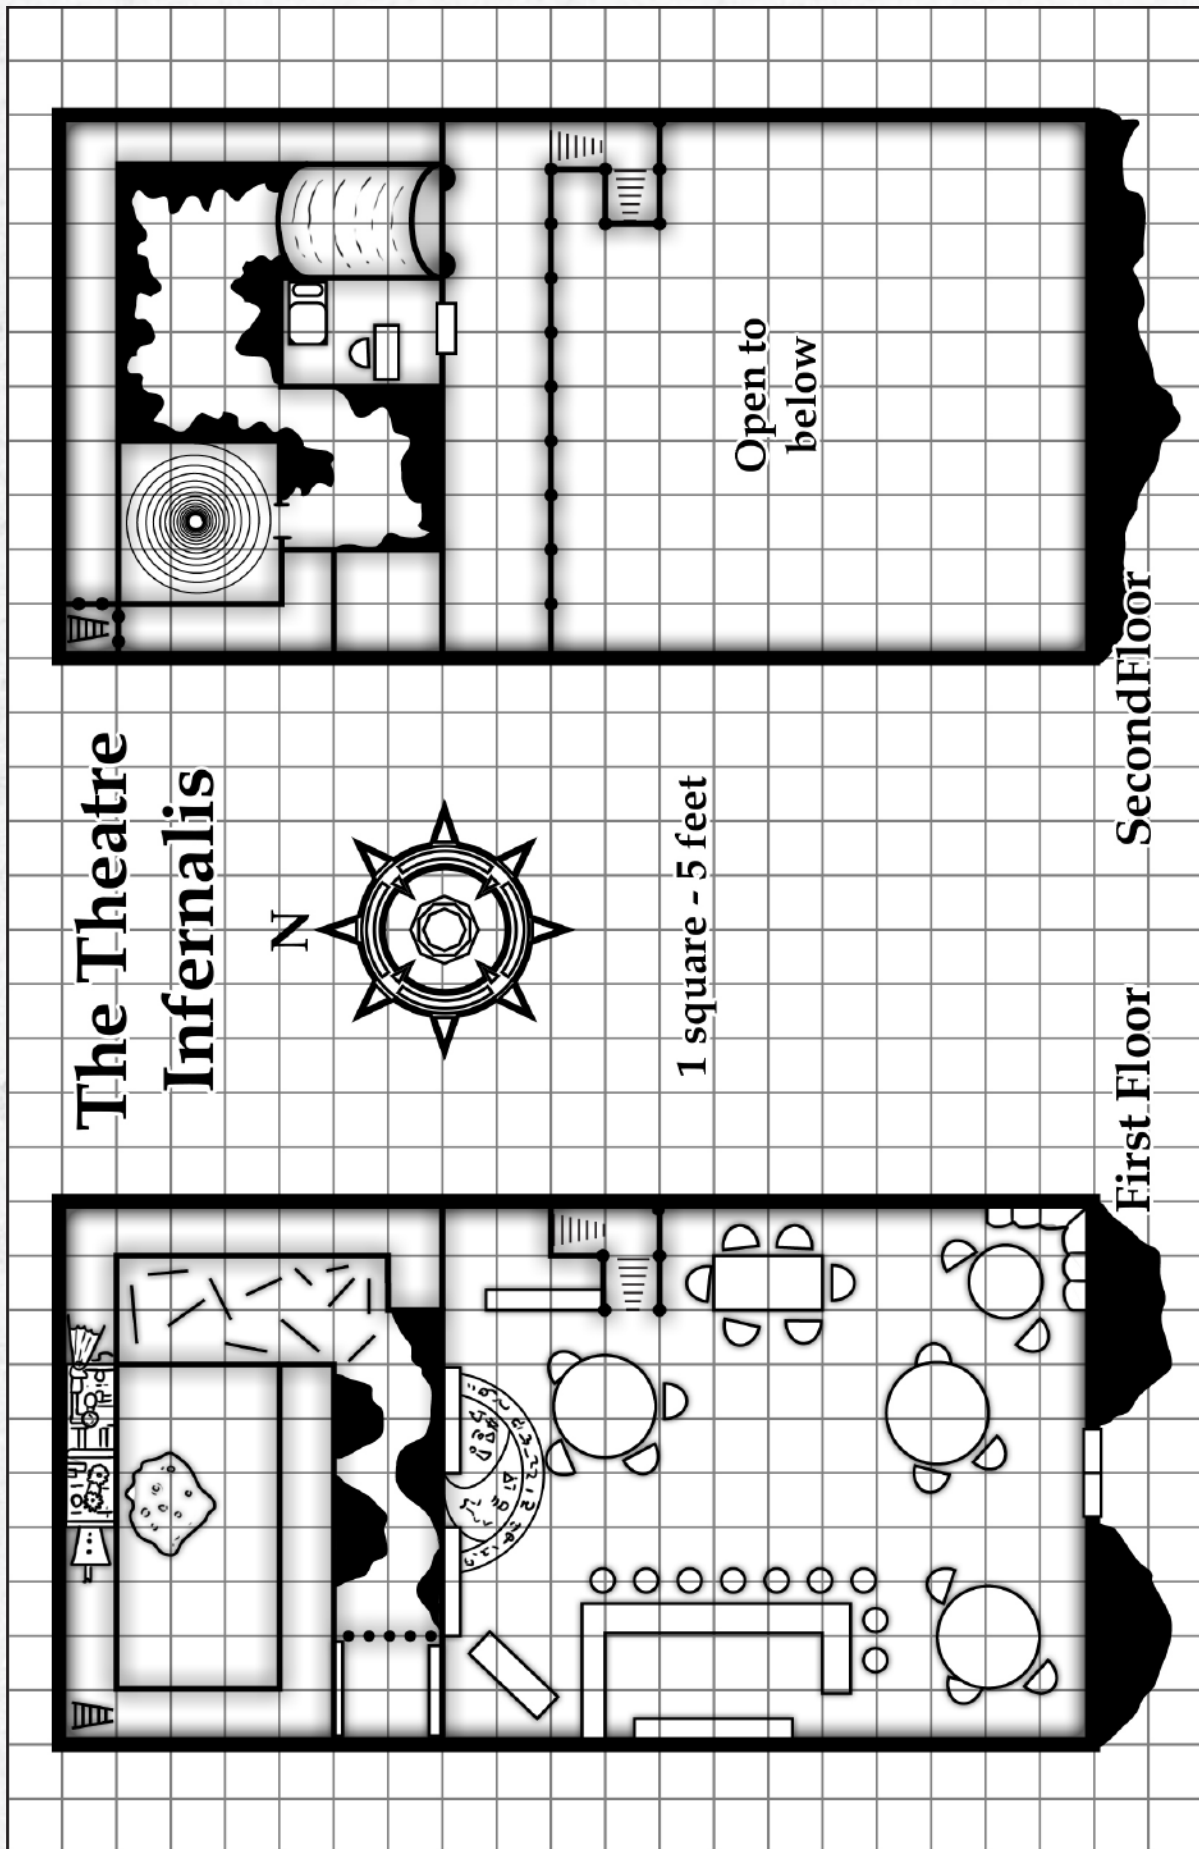 The Theatre
Infernalis
N
1 square - 5 feet
First Floor
SecondFloor
Open to
below